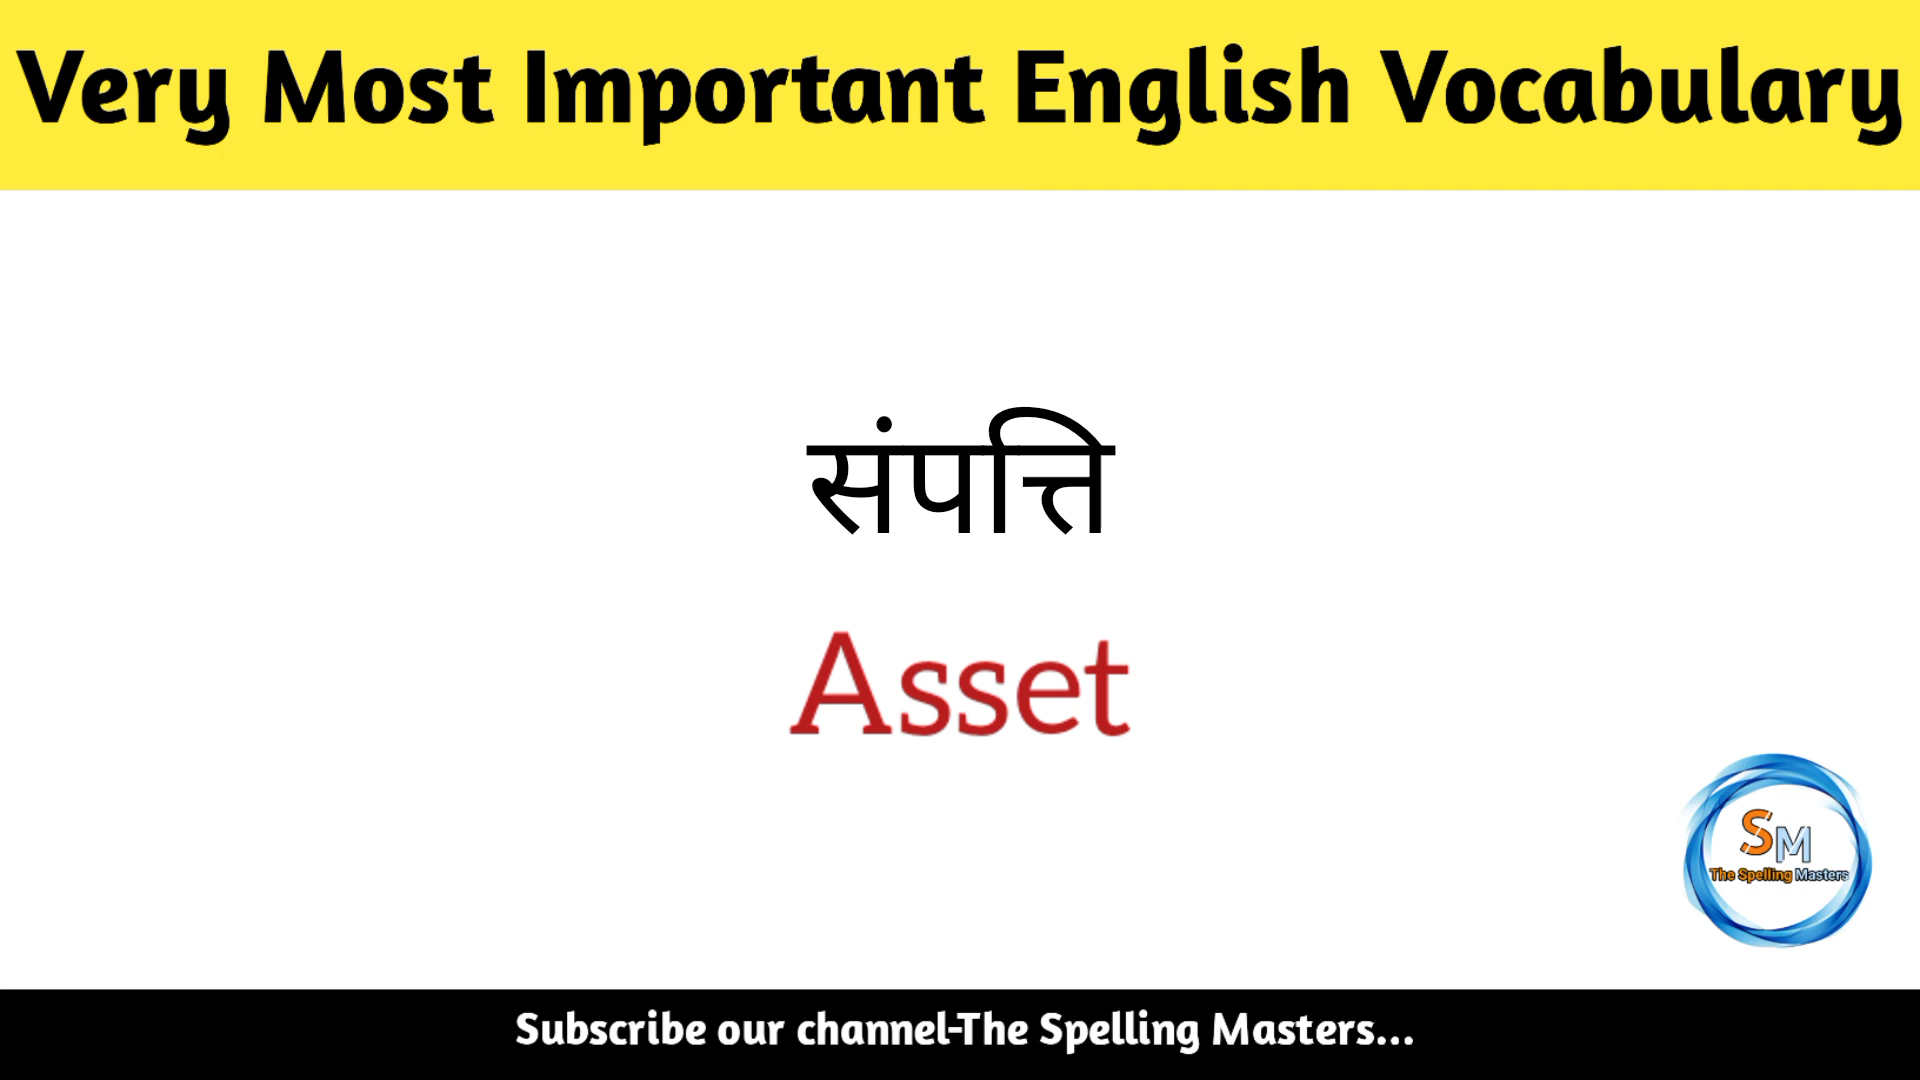 Very Most Important English Vocabulary
संपत्ति
Asset
SM
The Spelling Masters
Subscribe our channel-The Spelling Masters...